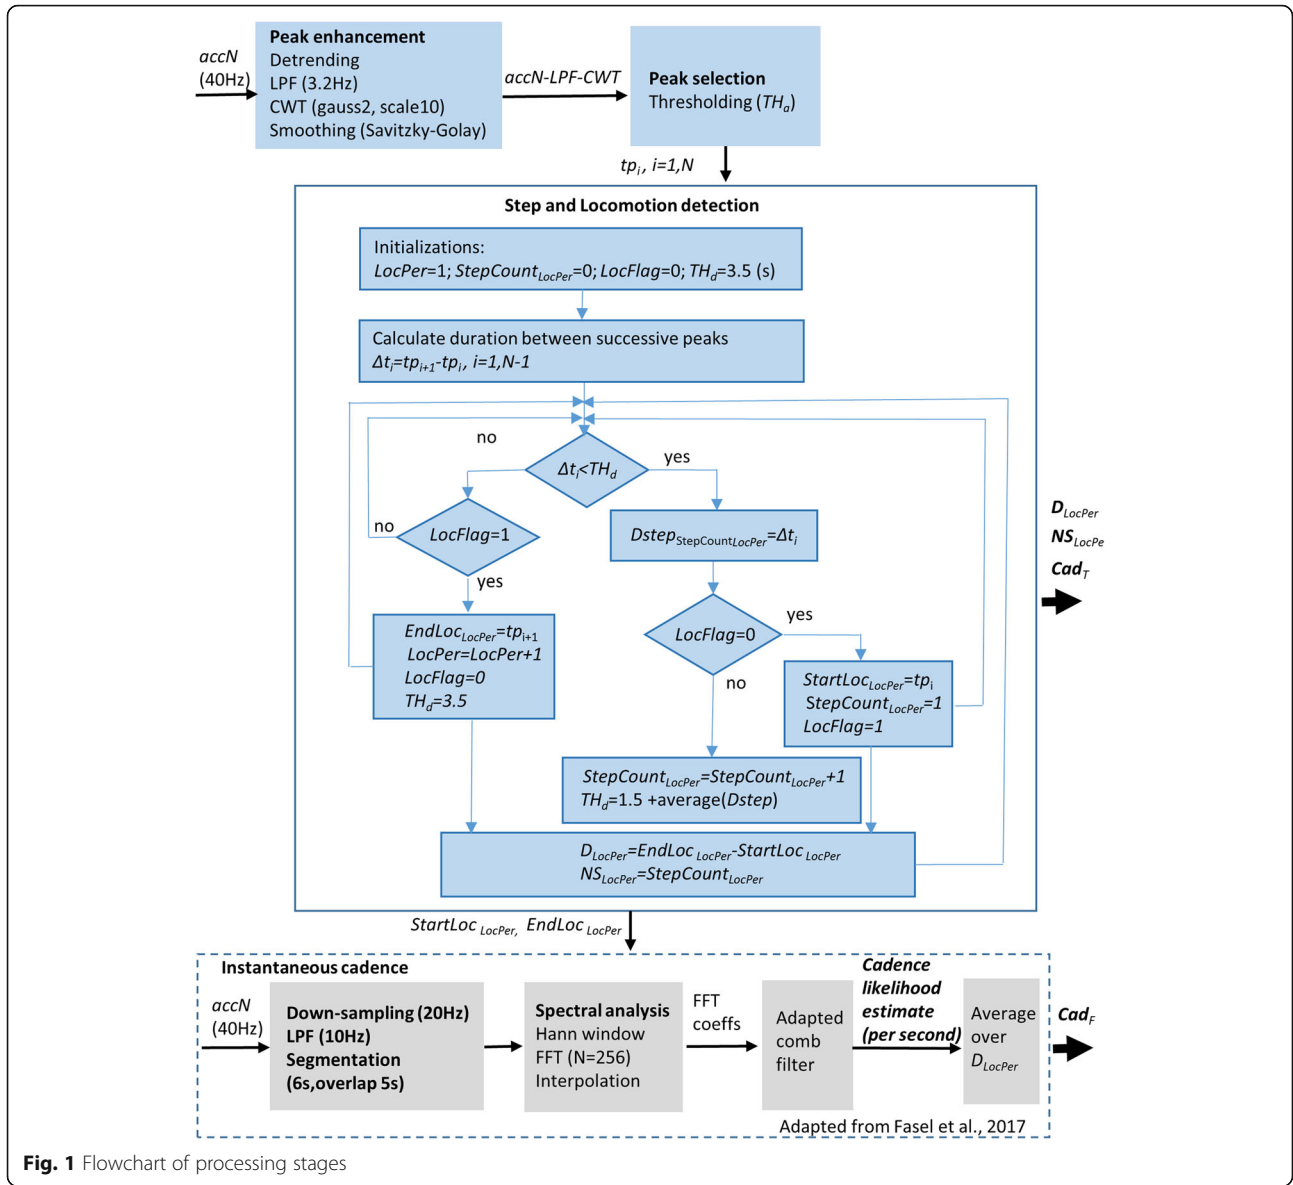 accN
(40Hz)
Peak enhancement
Detrending
LPF (3.2Hz)
CWT (gauss2, scale10)
Smoothing (Savitzky-Golay)
accN-LPF-CWT
Peak selection
Thresholding (THa)
tpi, i=1,N
Step and Locomotion detection
Initializations:
LocPer=1; StepCountLocPer=0; LocFlag=0; THd=3.5 (s)
Calculate duration between successive peaks
Δti=tpi+1-tpi, i=1,N-1
no
Δti<THd
yes
no
LocFlag=1
yes
DstepStepCountLocPer=Δti
LocFlag=0
yes
no
EndLocLocPer=tpi+1
LocPer=LocPer+1
LocFlag=0
THd=3.5
StartLocLocPer=tpi
StepCountLocPer=1
LocFlag=1
StepCountLocPer=StepCountLocPer+1
THd=1.5 +average(Dstep)
DLocPer=EndLoc LocPer-StartLoc LocPer
NSLocPer=StepCountLocPer
DLocPer
NSLocPe
CadT
StartLoc LocPer, EndLoc LocPer
Instantaneous cadence
accN
(40Hz)
Down-sampling (20Hz)
LPF (10Hz)
Segmentation
(6s,overlap 5s)
Spectral analysis
Hann window
FFT (N=256)
Interpolation
FFT
coeffs
Adapted
comb
filter
Cadence
likelihood
estimate
(per second)
Average
over
DLocPer
CadF
Adapted from Fasel et al., 2017
Fig. 1 Flowchart of processing stages